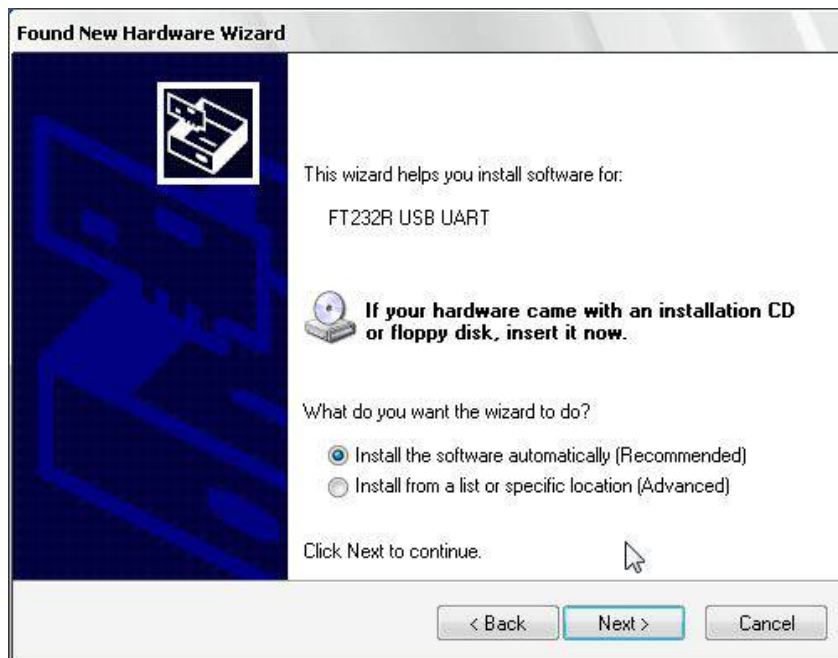 Found New Hardware Wizard
This wizard helps you install software for:
FT232R USB UART
If your hardware came with an installation CD
or floppy disk, insert it now.
What do you want the wizard to do?
Install the software automatically (Recommended)
Install from a list or specific location (Advanced)
Click Next to continue.
< Back
Next >
Cancel